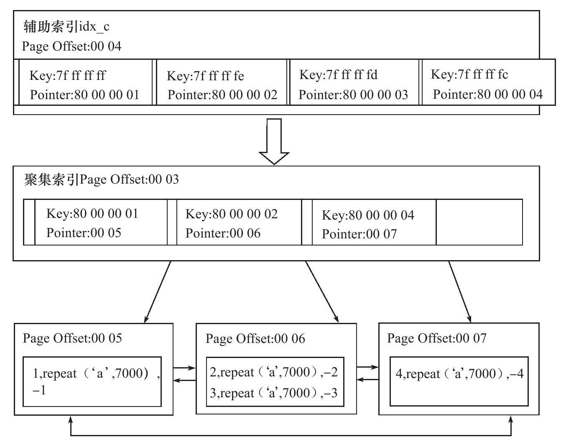 辅助索引idx_c
Page Offset:00 04
Key:7f ff ff ff
Pointer:80 00 00 01
Key:7f ff ff fe
Pointer:80 00 00 02
Key:7f ff ff fd
Pointer:80 00 00 03
Key:7f ff ff fc
Pointer:80 00 00 04
聚集索引Page Offset:00 03
Key:80 00 00 01
Pointer:00 05
Key:80 00 00 02
Pointer:00 06
Key:80 00 00 04
Pointer:00 07
Page Offset:00 05
1,repeat（‘a’,7000）,
-1
Page Offset:00 06
2,repeat（‘a’,7000）,-2
3,repeat（‘a’,7000）,-3
Page Offset:00 07
4,repeat（‘a’,7000）,-4